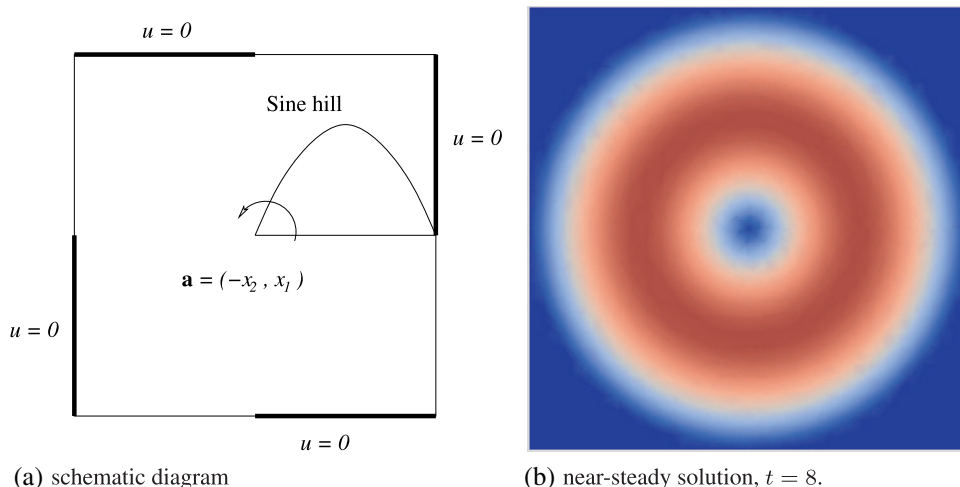 u = 0
Sine hill
u = 0
a = (-x₂ , x₁ )
u = 0
u = 0
(a) schematic diagram
(b) near-steady solution, t = 8.